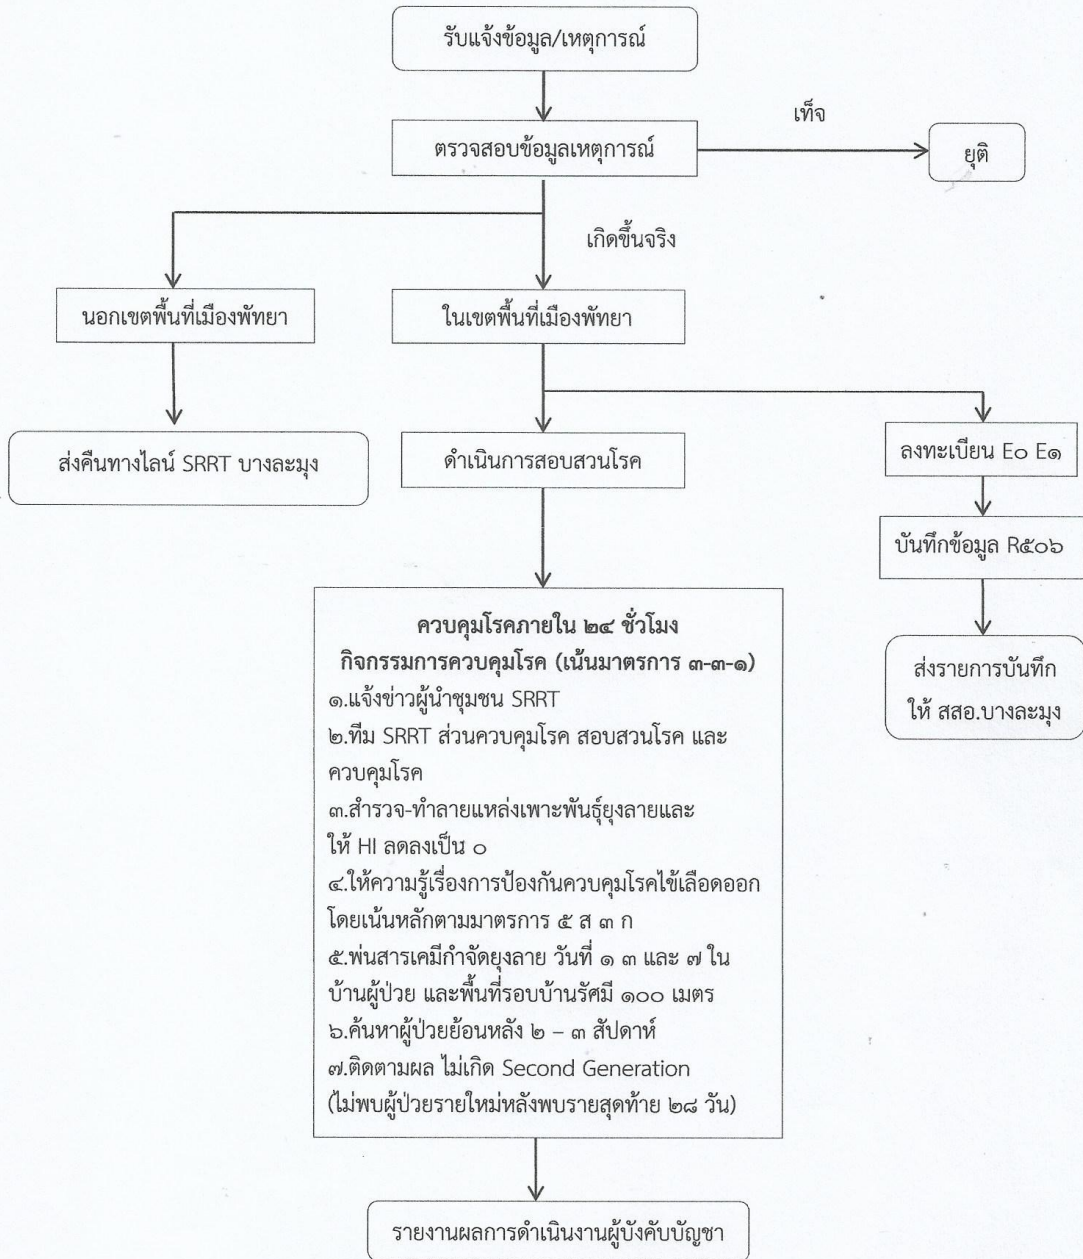 รับแจ้งข้อมูล/เหตุการณ์
เท็จ
ตรวจสอบข้อมูลเหตุการณ์
ยุติ
เกิดขึ้นจริง
นอกเขตพื้นที่เมืองพัทยา
ในเขตพื้นที่เมืองพัทยา
ส่งคืนทางไลน์ SRRT บางละมุง
ดำเนินการสอบสวนโรค
ลงทะเบียน E๐ E๑
บันทึกข้อมูล R๕๐๖
ส่งรายการบันทึก
ให้ สสอ.บางละมุง
ควบคุมโรคภายใน ๒๔ ชั่วโมง
กิจกรรมการควบคุมโรค (เน้นมาตรการ ๓-๓-๑)
๑.แจ้งข่าวผู้นำชุมชน SRRT
๒.ทีม SRRT ส่วนควบคุมโรค สอบสวนโรค และ
ควบคุมโรค
๓.สำรวจ-ทำลายแหล่งเพาะพันธุ์ยุงลายและ
ให้ HI ลดลงเป็น ๐
๔.ให้ความรู้เรื่องการป้องกันควบคุมโรคไข้เลือดออก
โดยเน้นหลักตามมาตรการ ๕ ส ๓ ก
๕.พ่นสารเคมีกำจัดยุงลาย วันที่ ๑ ๓ และ ๗ ใน
บ้านผู้ป่วย และพื้นที่รอบบ้านรัศมี ๑๐๐ เมตร
๖.ค้นหาผู้ป่วยย้อนหลัง ๒ – ๓ สัปดาห์
๗.ติดตามผล ไม่เกิด Second Generation
(ไม่พบผู้ป่วยรายใหม่หลังพบรายสุดท้าย ๒๘ วัน)
รายงานผลการดำเนินงานผู้บังคับบัญชา